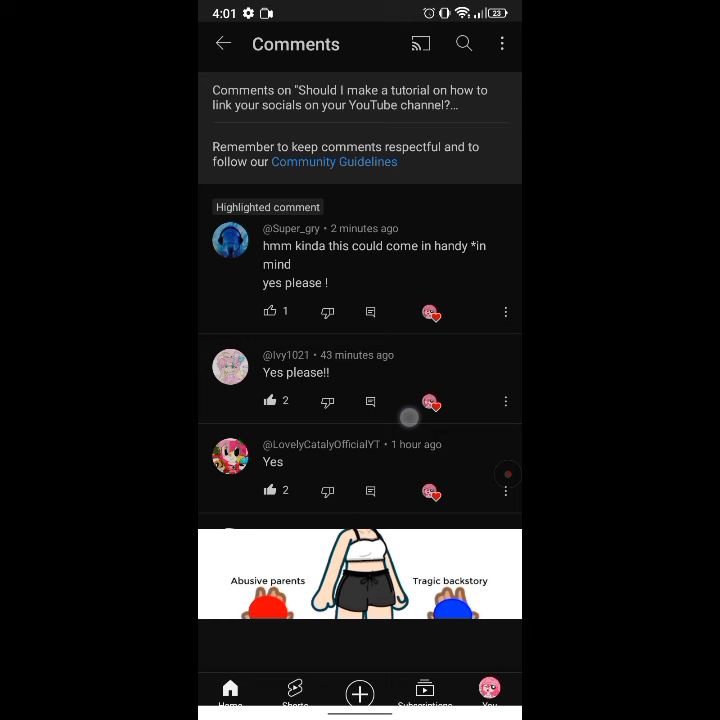 4:01
23
Comments
Comments on "Should I make a tutorial on how to
link your socials on your YouTube channel?...
Remember to keep comments respectful and to
follow our Community Guidelines
Highlighted comment
@Super_gry • 2 minutes ago
hmm kinda this could come in handy *in
mind
yes please !
1
@Ivy1021 • 43 minutes ago
Yes please!!
2
@LovelyCatalyOfficialYT • 1 hour ago
Yes
2
Abusive parents
Tragic backstory
Home
Shorts
Subscriptions
You